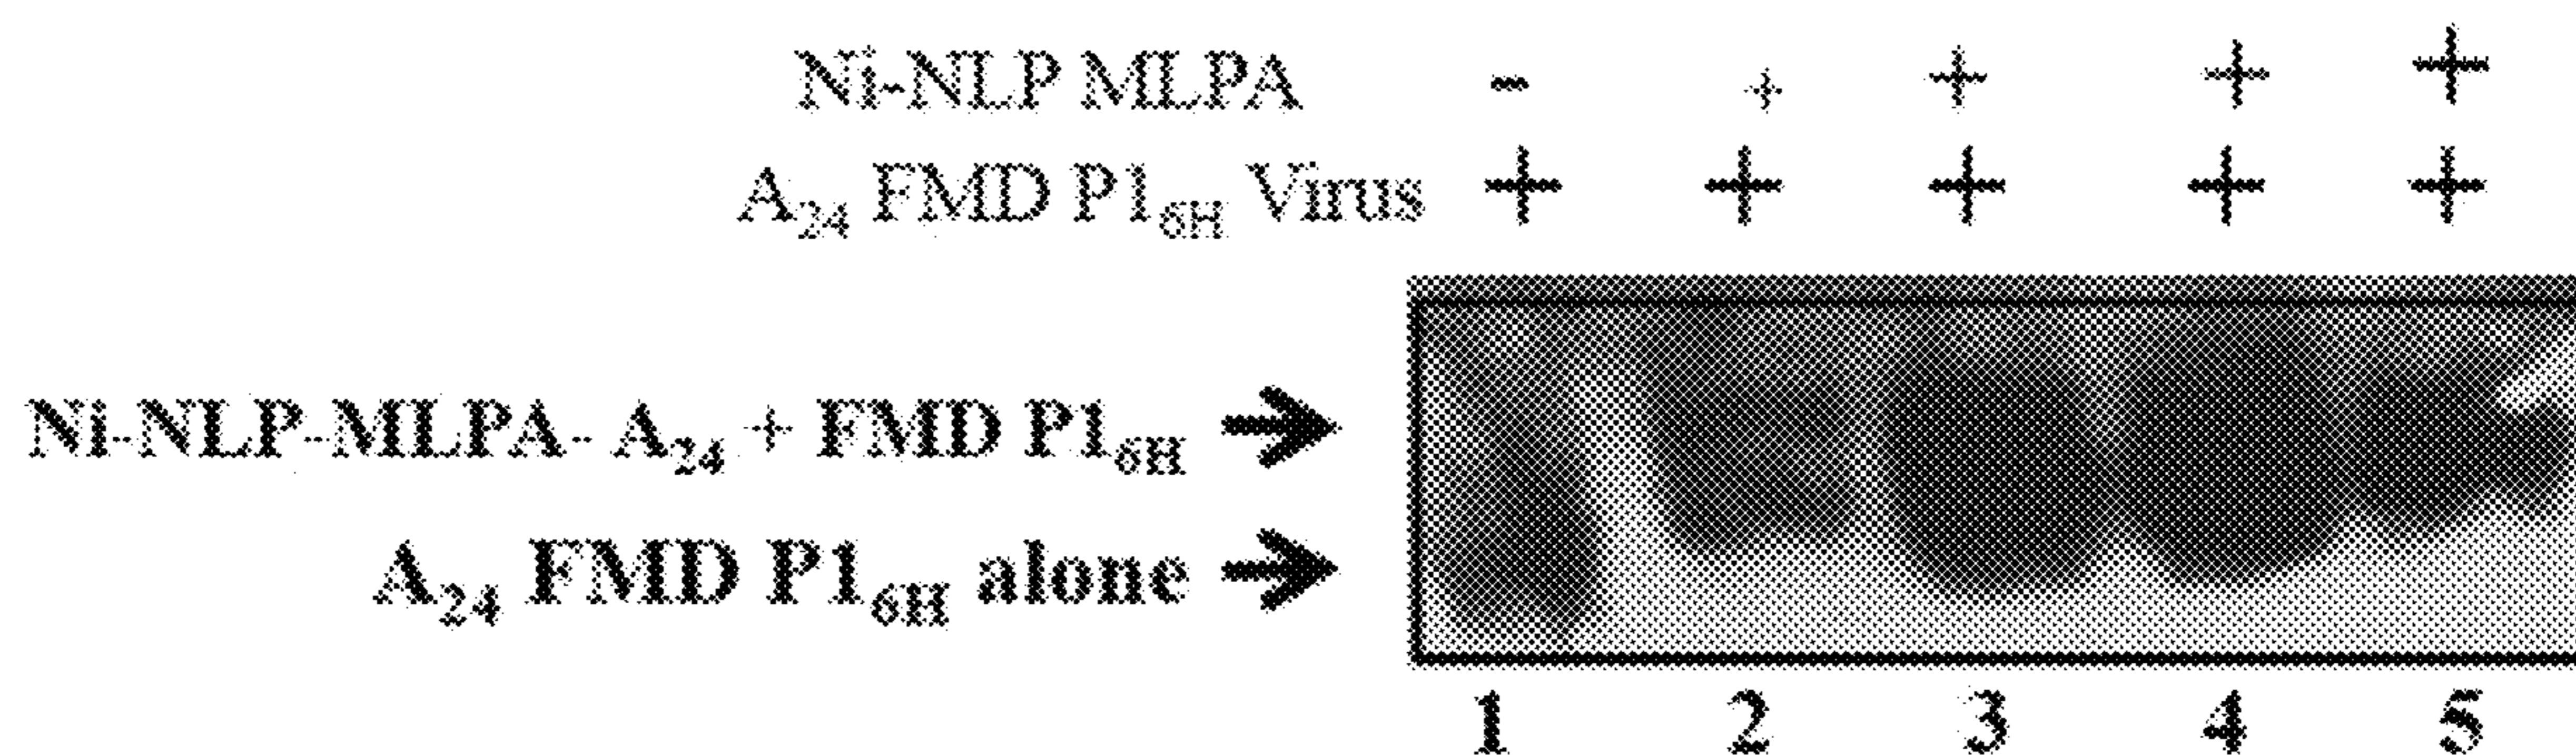 Ni-NLP MLPA - + + + +
A24 FMD P16H Virus + + + + +
Ni-NLP-MLPA- A24 + FMD P16H →
A24 FMD P16H alone →
1 2 3 4 5